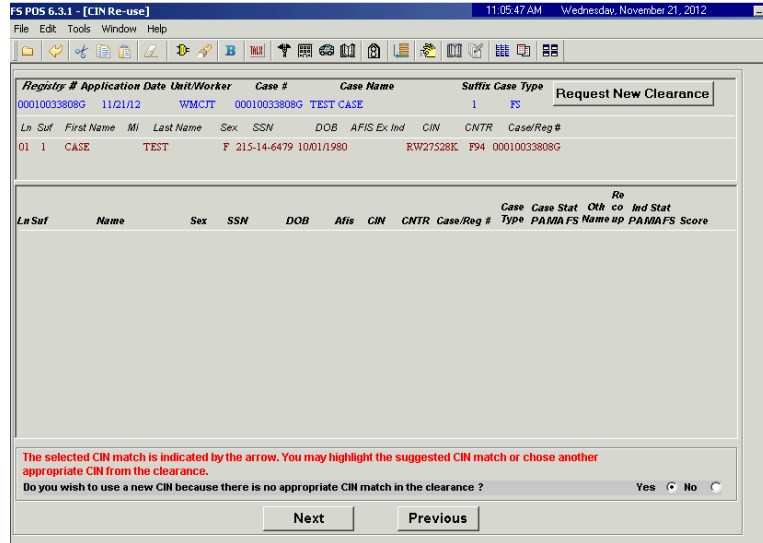 FS POS 6.3.1 - [CIN Re-use] 11:05:47 AM Wednesday, November 21, 2012
File Edit Tools Window Help
B TALX
Registry # Application Date Unit/Worker Case # Case Name Suffix Case Type
Request New Clearance
00010033808G 11/21/12 WMCJT 00010033808G TEST CASE 1 FS
Ln Suf First Name Mi Last Name Sex SSN DOB AFIS Ex Ind CIN CNTR Case/Reg #
01 1 CASE TEST F 215-14-6479 10/01/1980 RW27528K F94 00010033808G
Re
Case Case Stat Oth co Ind Stat
Ln Suf Name Sex SSN DOB Afis CIN CNTR Case/Reg # Type PA MA FS Name up PA MA FS Score
The selected CIN match is indicated by the arrow. You may highlight the suggested CIN match or chose another
appropriate CIN from the clearance.
Do you wish to use a new CIN because there is no appropriate CIN match in the clearance ? Yes No
Next Previous